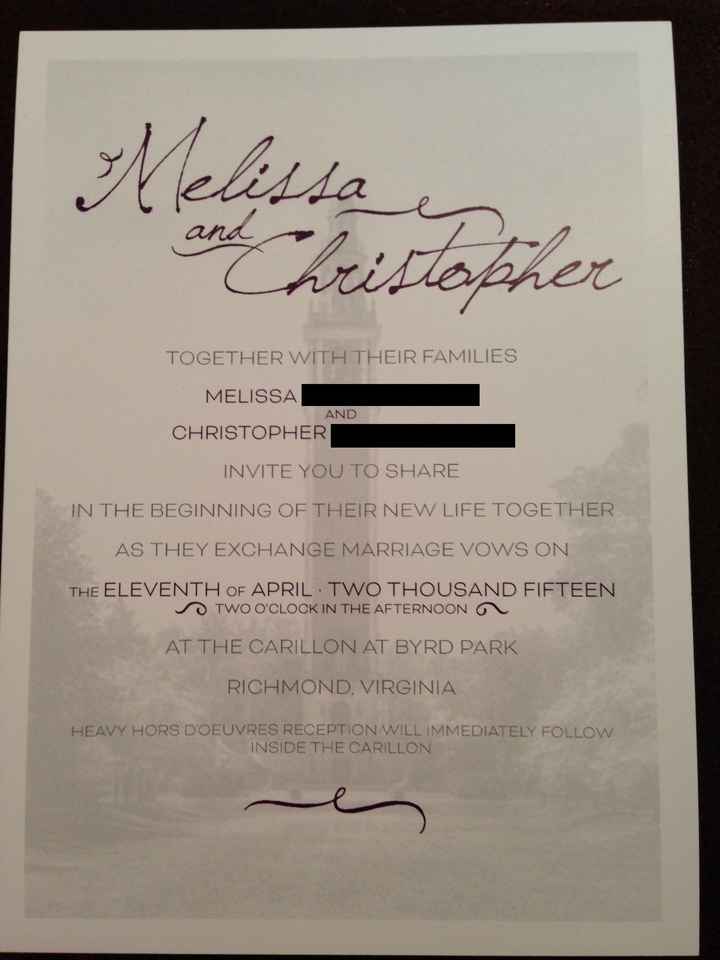 Melissa
and
Christopher
TOGETHER WITH THEIR FAMILIES
MELISSA
AND
CHRISTOPHER
INVITE YOU TO SHARE
IN THE BEGINNING OF THEIR NEW LIFE TOGETHER
AS THEY EXCHANGE MARRIAGE VOWS ON
THE ELEVENTH OF APRIL · TWO THOUSAND FIFTEEN
TWO O'CLOCK IN THE AFTERNOON
AT THE CARILLON AT BYRD PARK
RICHMOND, VIRGINIA
HEAVY HORS D'OEUVRES RECEPTION WILL IMMEDIATELY FOLLOW
INSIDE THE CARILLON